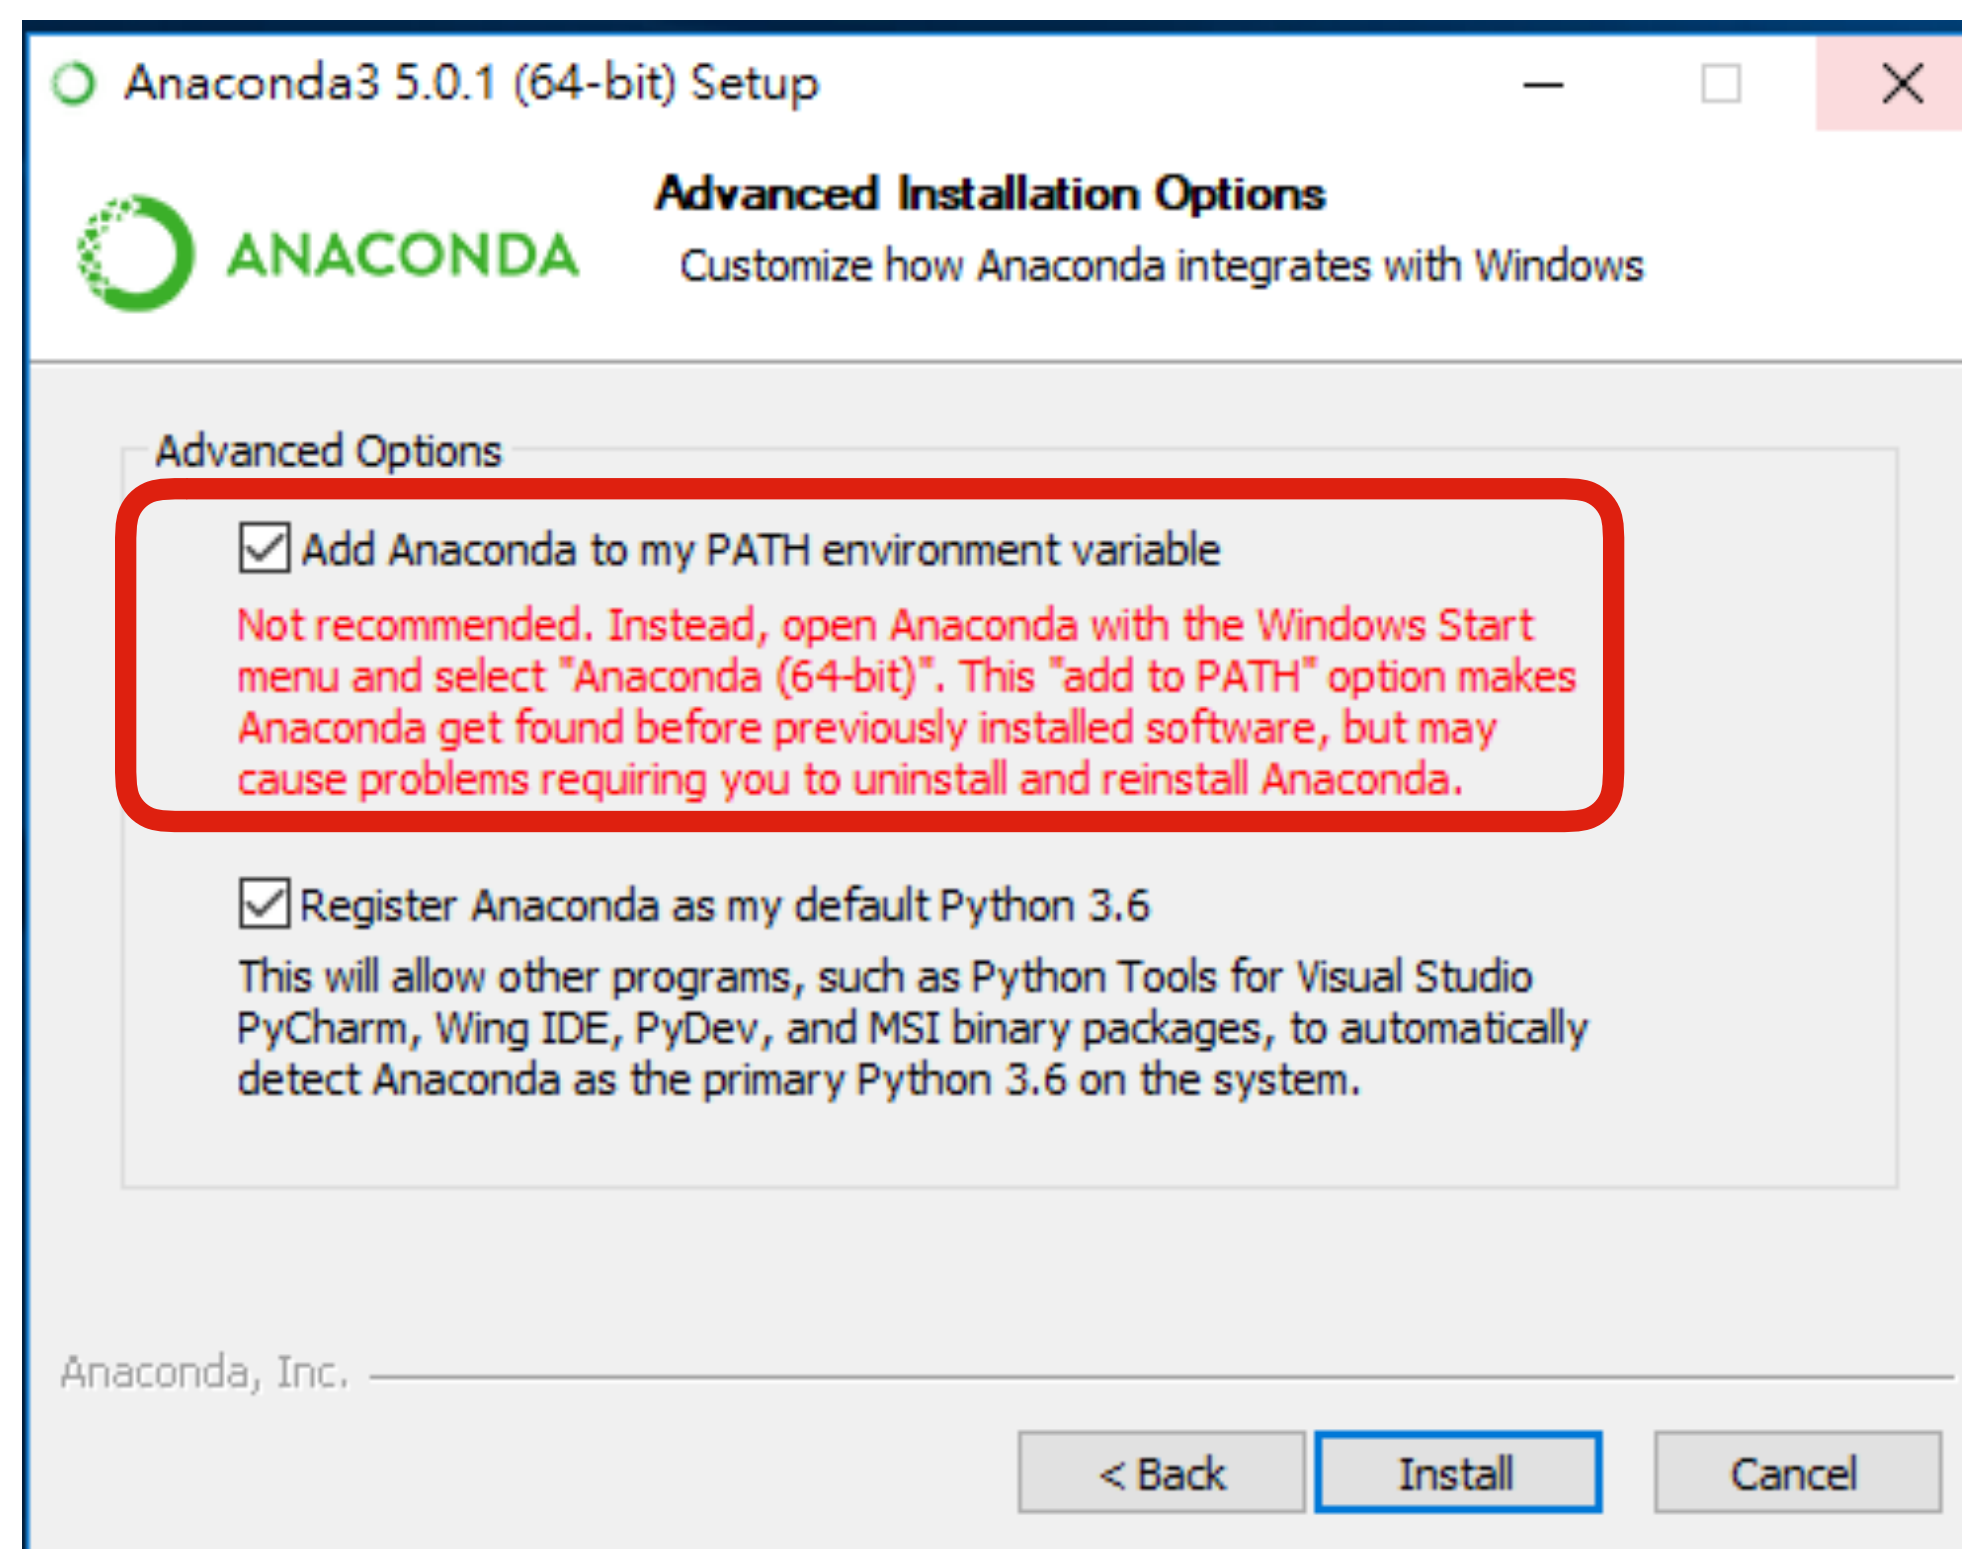 Anaconda3 5.0.1 (64-bit) Setup
ANACONDA
Advanced Installation Options
Customize how Anaconda integrates with Windows
Advanced Options
Add Anaconda to my PATH environment variable
Not recommended. Instead, open Anaconda with the Windows Start
menu and select "Anaconda (64-bit)". This "add to PATH" option makes
Anaconda get found before previously installed software, but may
cause problems requiring you to uninstall and reinstall Anaconda.
Register Anaconda as my default Python 3.6
This will allow other programs, such as Python Tools for Visual Studio
PyCharm, Wing IDE, PyDev, and MSI binary packages, to automatically
detect Anaconda as the primary Python 3.6 on the system.
Anaconda, Inc.
< Back
Install
Cancel